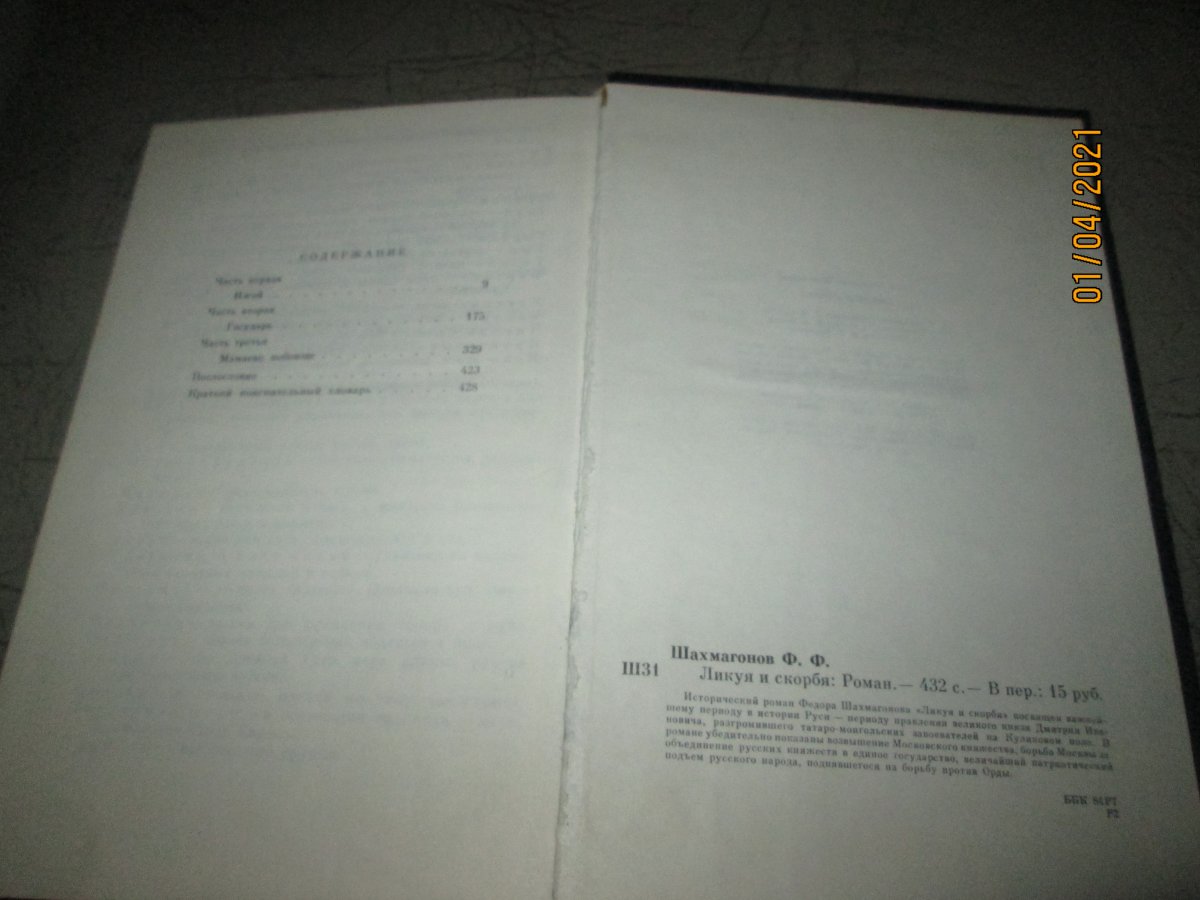 СОДЕРЖАНИЕ
Часть первая
9
Часть вторая
Государь 175
Часть третья
Мамаево побоище 329
Послесловие 423
Краткий пояснительный словарь 428
Шахмагонов Ф. Ф.
Ш31 Ликуя и скорбя: Роман.— 432 с.— В пер.: 15 руб.
Исторический роман Федора Шахмагонова «Ликуя и скорбя» посвящен важней-
шему периоду в истории Руси — периоду правления великого князя Дмитрия Ива-
новича, разгромившего татаро-монгольских завоевателей на Куликовом поле. В
романе убедительно показаны возвышение Московского княжества, борьба Москвы за
объединение русских княжеств в единое государство, величайший патриотический
подъем русского народа, поднявшегося на борьбу против Орды.
ББК 84Р7
Р2
01/04/2021